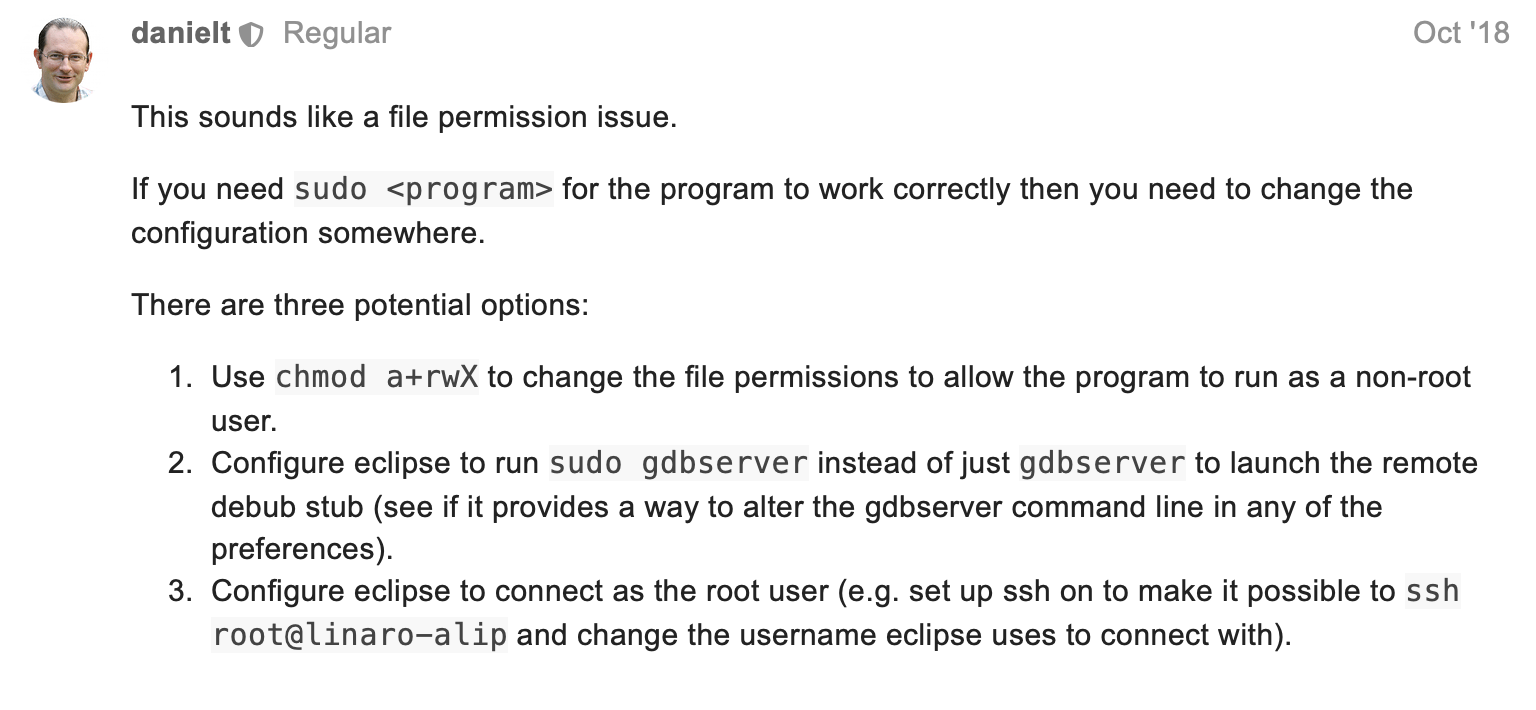 danielt Regular Oct '18
This sounds like a file permission issue.
If you need sudo <program> for the program to work correctly then you need to change the
configuration somewhere.
There are three potential options:
1. Use chmod a+rwX to change the file permissions to allow the program to run as a non-root
user.
2. Configure eclipse to run sudo gdbserver instead of just gdbserver to launch the remote
debub stub (see if it provides a way to alter the gdbserver command line in any of the
preferences).
3. Configure eclipse to connect as the root user (e.g. set up ssh on to make it possible to ssh
root@linaro-alip and change the username eclipse uses to connect with).